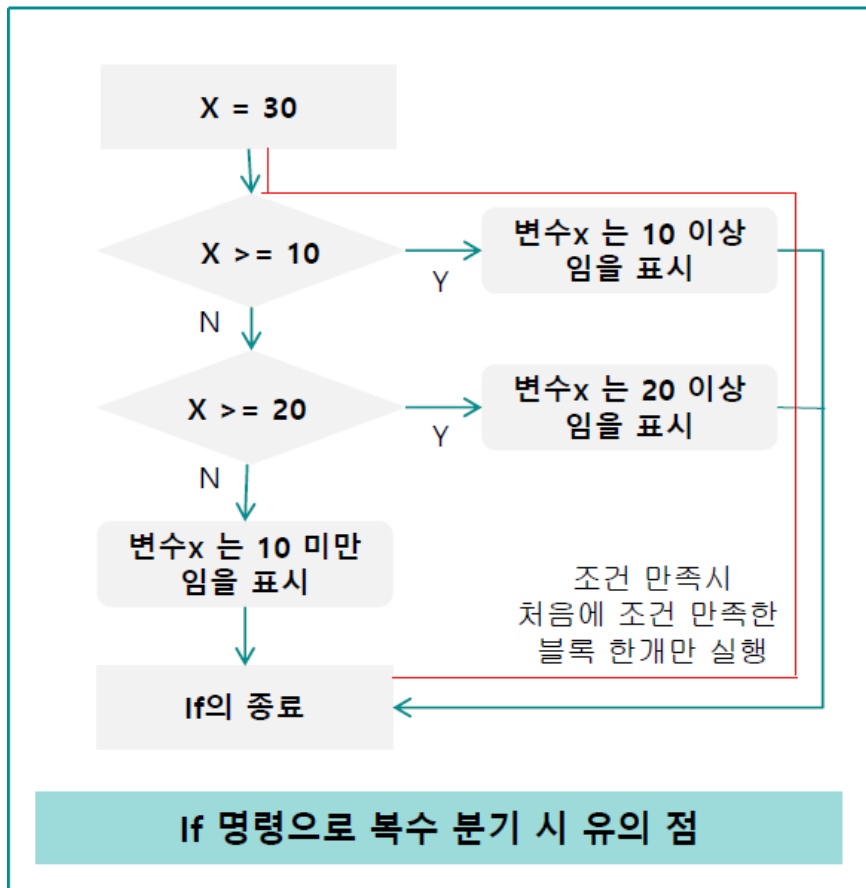 X = 30
X >= 10
Y
변수x 는 10 이상
임을 표시
N
X >= 20
Y
변수x 는 20 이상
임을 표시
N
변수x 는 10 미만
임을 표시
조건 만족시
처음에 조건 만족한
블록 한개만 실행
If의 종료
If 명령으로 복수 분기 시 유의 점